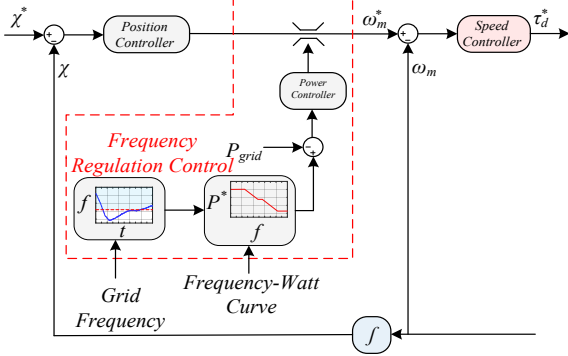 χ*
Position
Controller
ω*m
Speed
Controller
τ*d
χ
ωm
Power
Controller
Frequency
Regulation Control
Pgrid
f
t
P*
f
Grid
Frequency
Frequency-Watt
Curve
∫